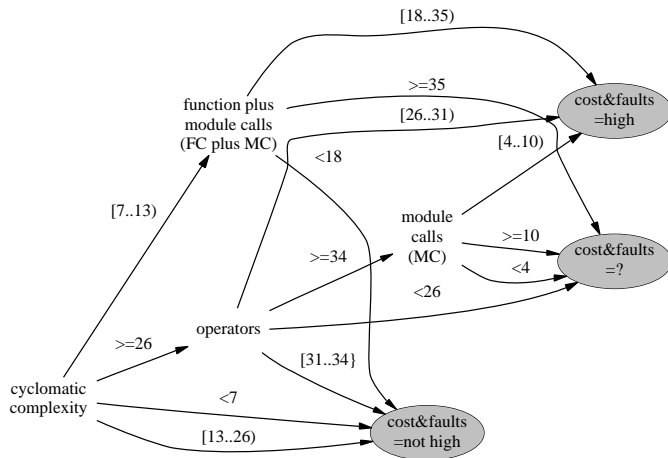 [18..35)
>=35
cost&faults
=high
function plus
module calls
(FC plus MC)
[26..31)
<18
[4..10)
[7..13)
module
calls
(MC)
>=10
cost&faults
=?
>=34
<4
<26
operators
>=26
[31..34}
cyclomatic
complexity
<7
cost&faults
=not high
[13..26)